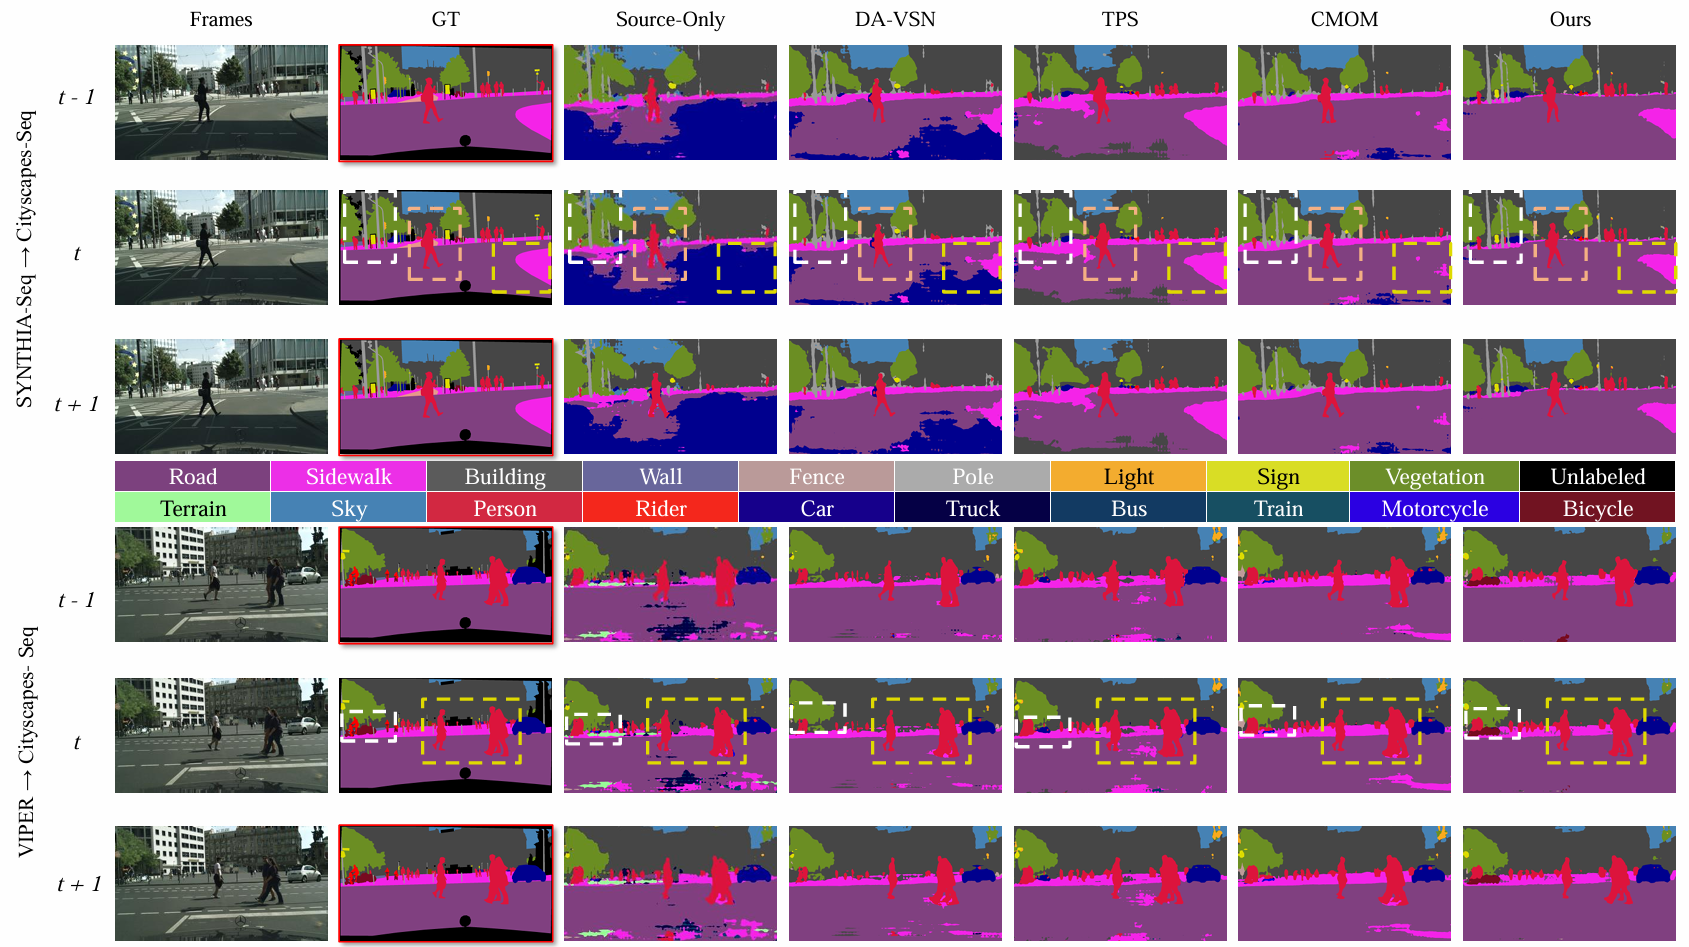 Frames GT Source-Only DA-VSN TPS CMOM Ours
SYNTHIA-Seq → Cityscapes-Seq
t - 1
t
t + 1
Road Sidewalk Building Wall Fence Pole Light Sign Vegetation Unlabeled
Terrain Sky Person Rider Car Truck Bus Train Motorcycle Bicycle
VIPER → Cityscapes- Seq
t - 1
t
t + 1